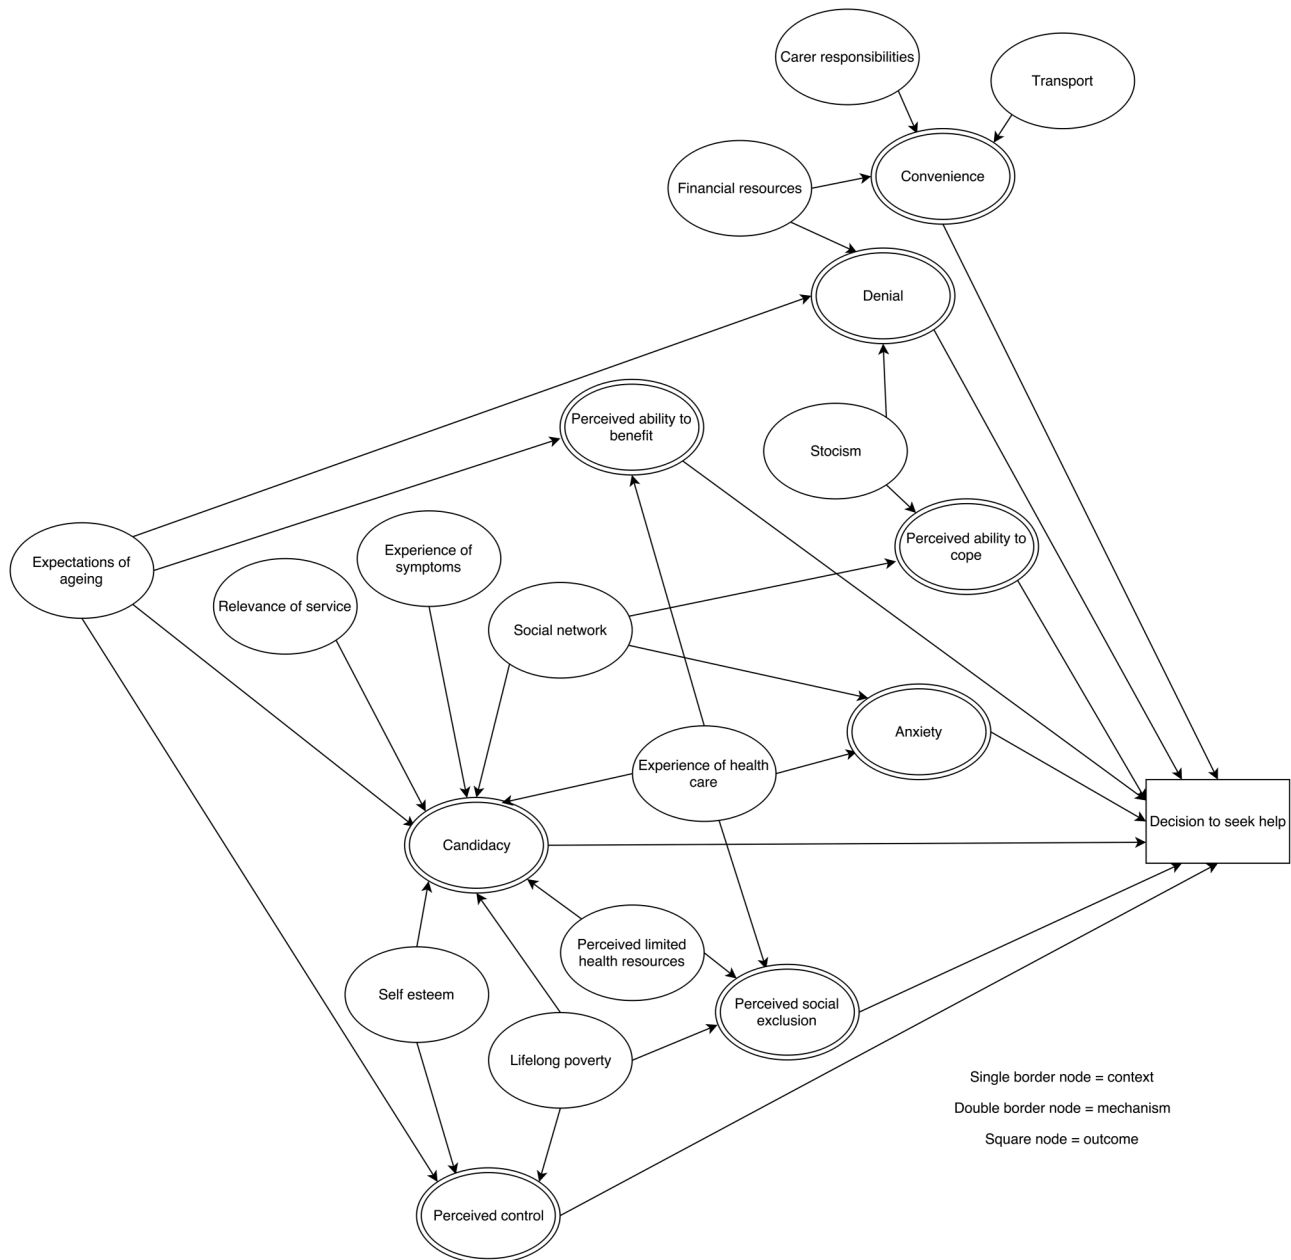 Carer responsibilities
Transport
Convenience
Financial resources
Denial
Perceived ability to
benefit
Stocism
Perceived ability to
cope
Expectations of
ageing
Experience of
symptoms
Relevance of service
Social network
Anxiety
Experience of health
care
Decision to seek help
Candidacy
Perceived limited
health resources
Self esteem
Perceived social
exclusion
Lifelong poverty
Single border node = context
Double border node = mechanism
Square node = outcome
Perceived control